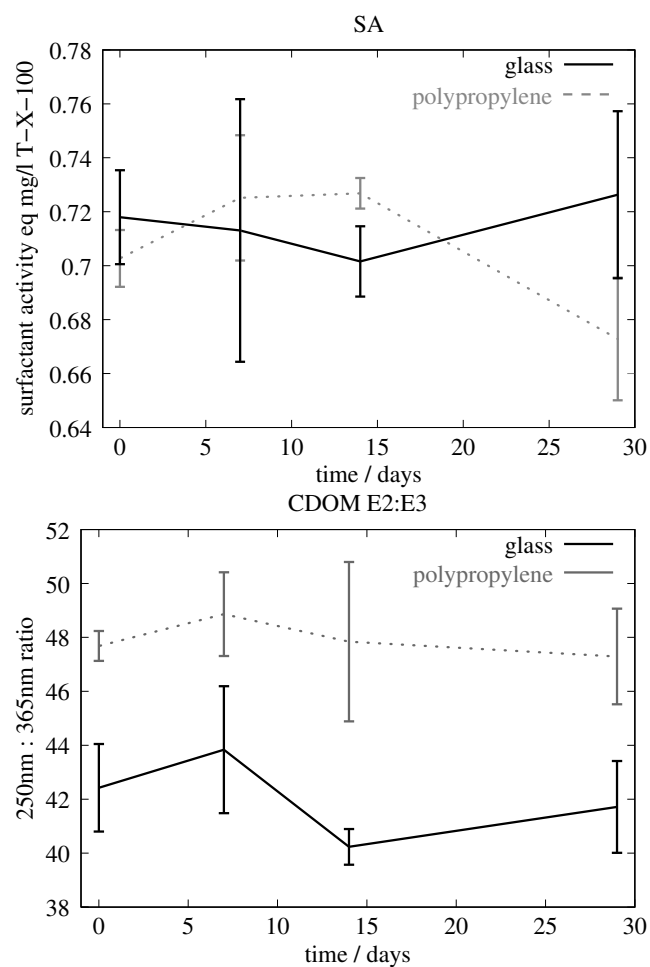 SA
surfactant activity eq mg/l T−X−100
0.78
0.76
0.74
0.72
0.7
0.68
0.66
0.64
glass
polypropylene
0 5 10 15 20 25 30
time / days
CDOM E2:E3
250nm : 365nm ratio
52
50
48
46
44
42
40
38
glass
polypropylene
0 5 10 15 20 25 30
time / days